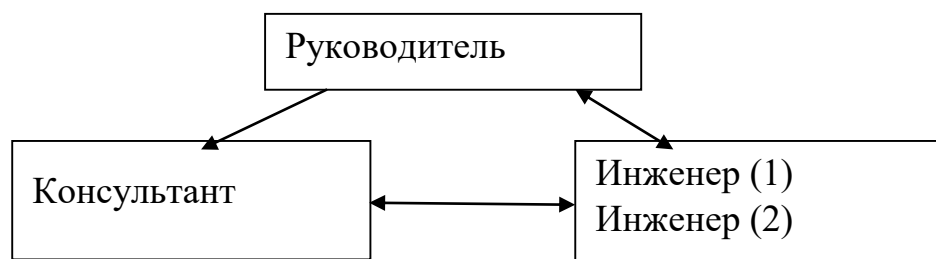 Руководитель
Консультант
Инженер (1)
Инженер (2)